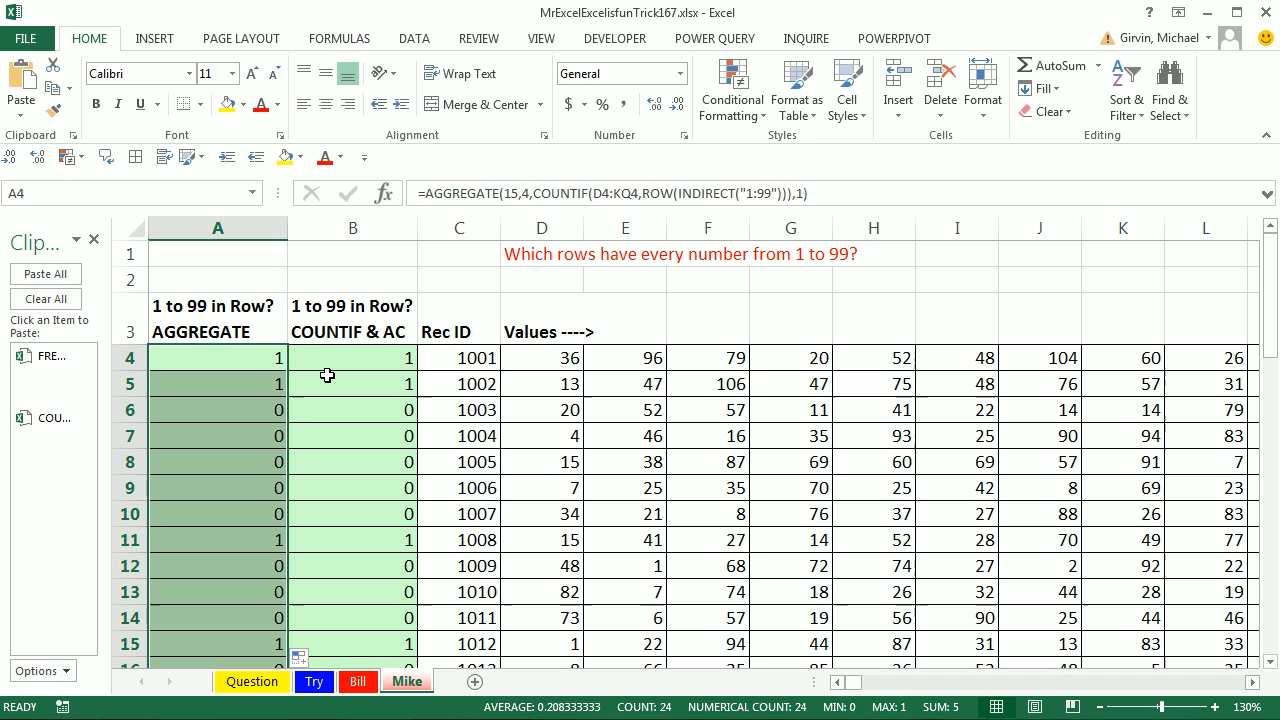 MrExcelExcelisfunTrick167.xlsx - Excel
FILE HOME INSERT PAGE LAYOUT FORMULAS DATA REVIEW VIEW DEVELOPER POWER QUERY INQUIRE POWERPIVOT Girvin, Michael
Calibri 11 Wrap Text General AutoSum
Fill
Paste B I U Merge & Center $ % Conditional Formatting Format as Table Cell Styles Insert Delete Format Clear Sort & Filter Find & Select
Clipboard Font Alignment Number Styles Cells Editing
A4 fx =AGGREGATE(15,4,COUNTIF(D4:KQ4,ROW(INDIRECT("1:99"))),1)
Clip...
Paste All
Clear All
Click an Item to
Paste:
FRE...
COU...
Options
A B C D E F G H I J K L
1 Which rows have every number from 1 to 99?
2
1 to 99 in Row? 1 to 99 in Row?
3 AGGREGATE COUNTIF & AC Rec ID Values ---->
4 1 1 1001 36 96 79 20 52 48 104 60 26
5 1 1 1002 13 47 106 47 75 48 76 57 31
6 0 0 1003 20 52 57 11 41 22 14 14 79
7 0 0 1004 4 46 16 35 93 25 90 94 83
8 0 0 1005 15 38 87 69 60 69 57 91 7
9 0 0 1006 7 25 35 70 25 42 8 69 23
10 0 0 1007 34 21 8 76 37 27 88 26 83
11 1 1 1008 15 41 27 14 52 28 70 49 77
12 0 0 1009 48 1 68 72 74 27 2 92 22
13 0 0 1010 82 7 74 18 26 32 44 28 19
14 0 0 1011 73 6 57 19 56 90 25 44 46
15 1 1 1012 1 22 94 44 87 31 13 83 33
Question Try Bill Mike
READY AVERAGE: 0.208333333 COUNT: 24 NUMERICAL COUNT: 24 MIN: 0 MAX: 1 SUM: 5 130%